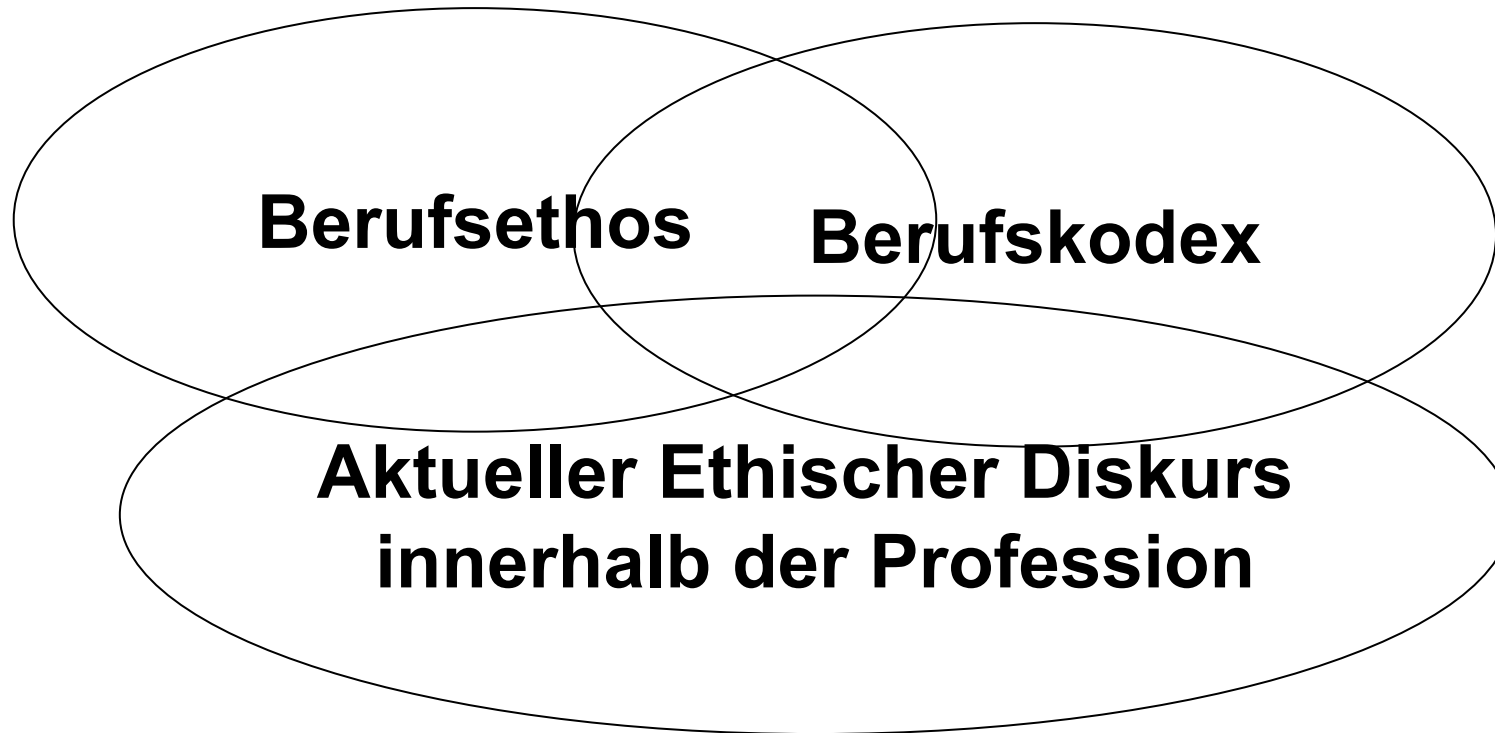 Berufsethos
Berufskodex
Aktueller Ethischer Diskurs
innerhalb der Profession